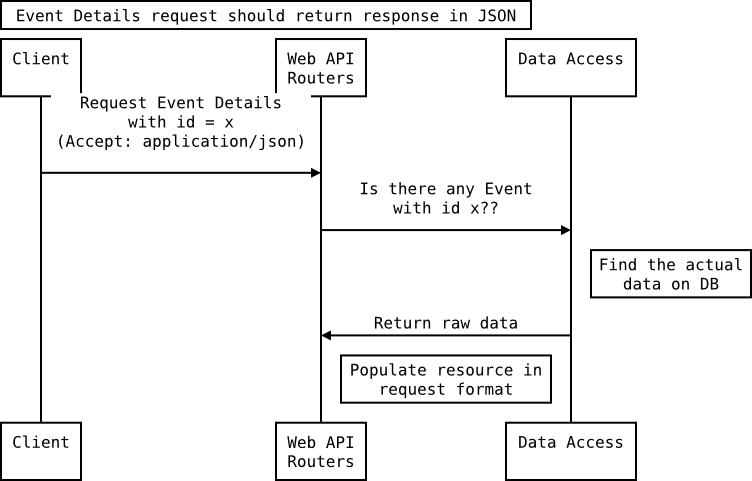 Event Details request should return response in JSON
Client
Web API
Routers
Data Access
Request Event Details
with id = x
(Accept: application/json)
Is there any Event
with id x??
Find the actual
data on DB
Return raw data
Populate resource in
request format
Client
Web API
Routers
Data Access